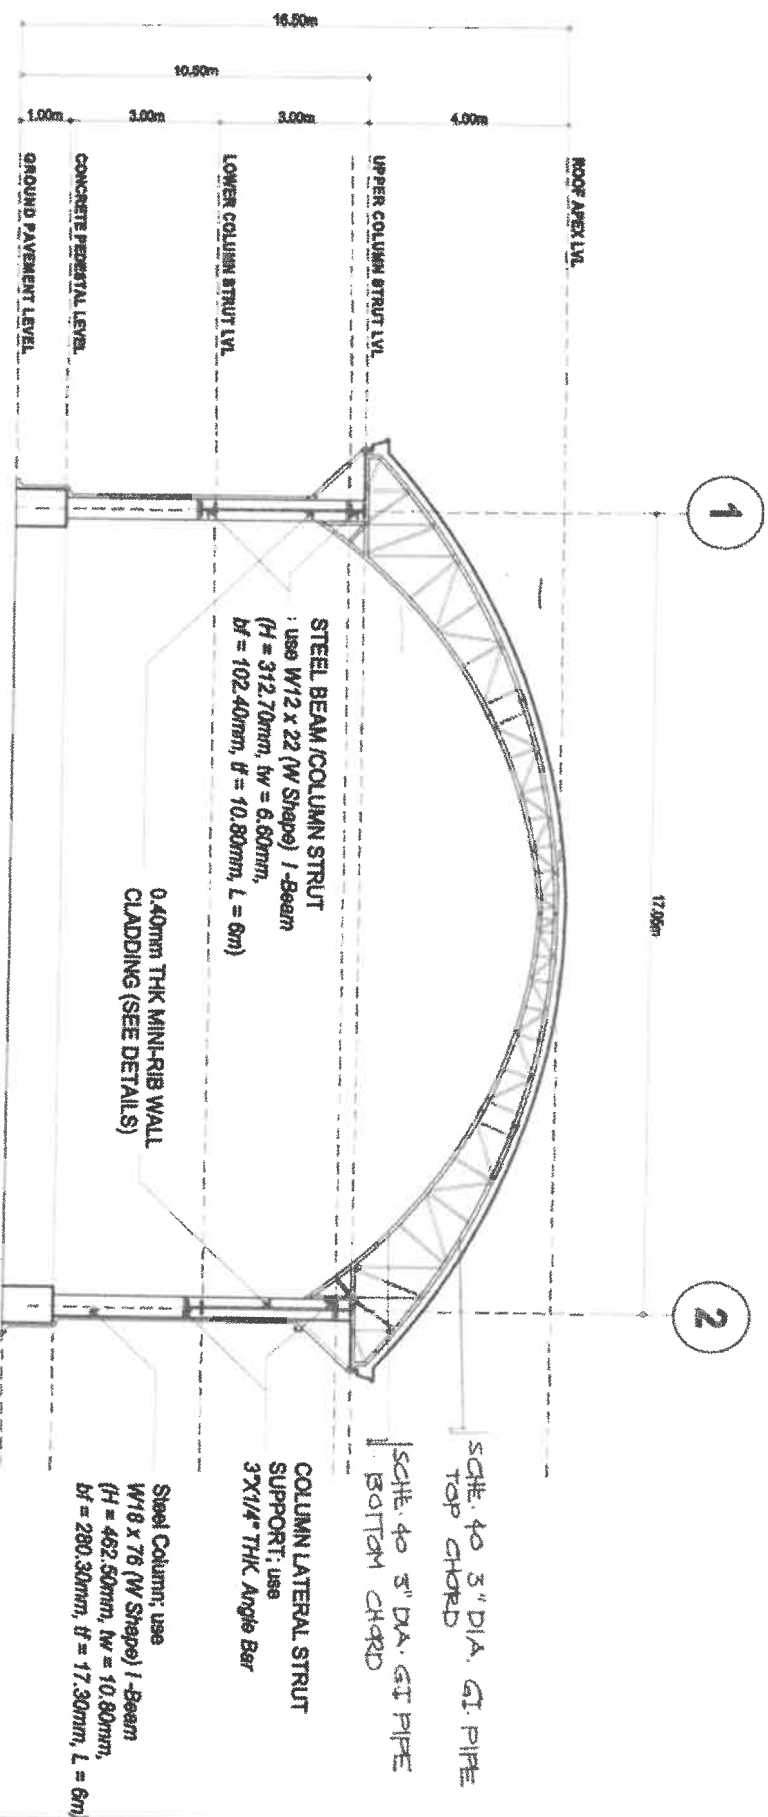 16.50m
10.50m
1.00m
3.00m
3.00m
4.00m
ROOF APEX LVL
UPPER COLUMN STRUT LVL
LOWER COLUMN STRUT LVL
CONCRETE PEDESTAL LEVEL
GROUND PAVEMENT LEVEL
1
2
17.05m
STEEL BEAM /COLUMN STRUT
; use W12 x 22 (W Shape) I -Beam
(H = 312.70mm, tw = 6.60mm,
bf = 102.40mm, tf = 10.80mm, L = 6m)
0.40mm THK MINI-RIB WALL
CLADDING (SEE DETAILS)
SCHE. 40 3" DIA. GI. PIPE
TOP CHORD
SCHE. 40 3" DIA. GI PIPE
BOTTOM CHORD
COLUMN LATERAL STRUT
SUPPORT; use
3"X1/4" THK. Angle Bar
Steel Column; use
W18 x 76 (W Shape) I -Beam
(H = 462.50mm, tw = 10.80mm,
bf = 280.30mm, tf = 17.30mm, L = 6m)